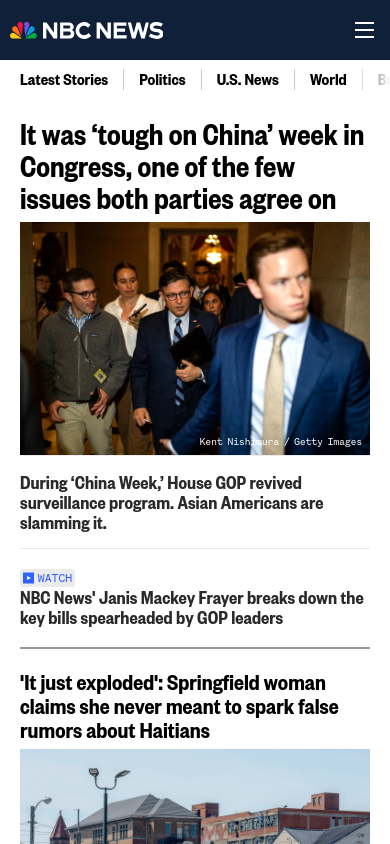 NBC NEWS
Latest Stories
Politics
U.S. News
World
It was ‘tough on China’ week in
Congress, one of the few
issues both parties agree on
Kent Nishimura / Getty Images
During ‘China Week,’ House GOP revived
surveillance program. Asian Americans are
slamming it.
WATCH
NBC News' Janis Mackey Frayer breaks down the
key bills spearheaded by GOP leaders
'It just exploded': Springfield woman
claims she never meant to spark false
rumors about Haitians